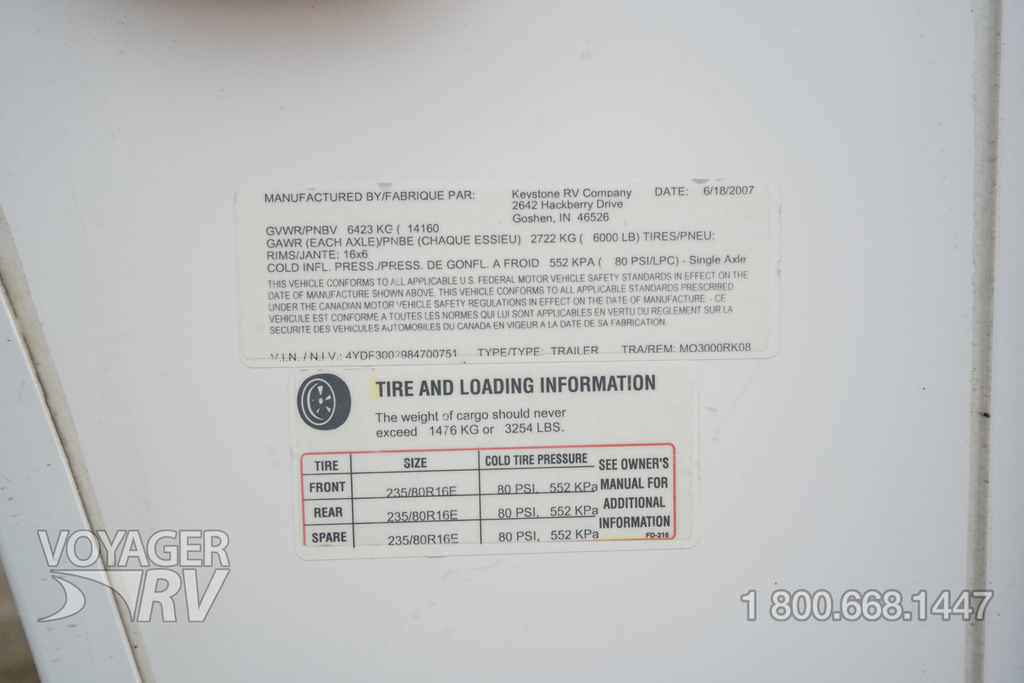 MANUFACTURED BY/FABRIQUE PAR: Keystone RV Company DATE: 6/18/2007
2642 Hackberry Drive
Goshen, IN 46526
GVWR/PNBV 6423 KG ( 14160
GAWR (EACH AXLE)/PNBE (CHAQUE ESSIEU) 2722 KG ( 6000 LB) TIRES/PNEU:
RIMS/JANTE: 16x6
COLD INFL. PRESS./PRESS. DE GONFL. A FROID 552 KPA ( 80 PSI/LPC) - Single Axle
THIS VEHICLE CONFORMS TO ALL APPLICABLE U.S. FEDERAL MOTOR VEHICLE SAFETY STANDARDS IN EFFECT ON THE
DATE OF MANUFACTURE SHOWN ABOVE. THIS VEHICLE CONFORMS TO ALL APPLICABLE STANDARDS PRESCRIBED
UNDER THE CANADIAN MOTOR VEHICLE SAFETY REGULATIONS IN EFFECT ON THE DATE OF MANUFACTURE. - CE
VEHICULE EST CONFORME A TOUTES LES NORMES QUI LUI SONT APPLICABLES EN VERTU DU REGLEMENT SUR LA
SECURITE DES VEHICULES AUTOMOBILES DU CANADA EN VIGEUR A LA DATE DE SA FABRICATION.
V.I.N. / N.I.V.: TYPE/TYPE: TRAILER TRA/REM: MO3000RK08
TIRE AND LOADING INFORMATION
The weight of cargo should never
exceed 1476 KG or 3254 LBS.
TIRE SIZE COLD TIRE PRESSURE SEE OWNER'S
FRONT 235/80R16E 80 PSI, 552 KPa MANUAL FOR
REAR 235/80R16E 80 PSI, 552 KPa ADDITIONAL
INFORMATION
SPARE 235/80R16E 80 PSI, 552 KPa FD-316
VOYAGER
RV
1 800.668.1447